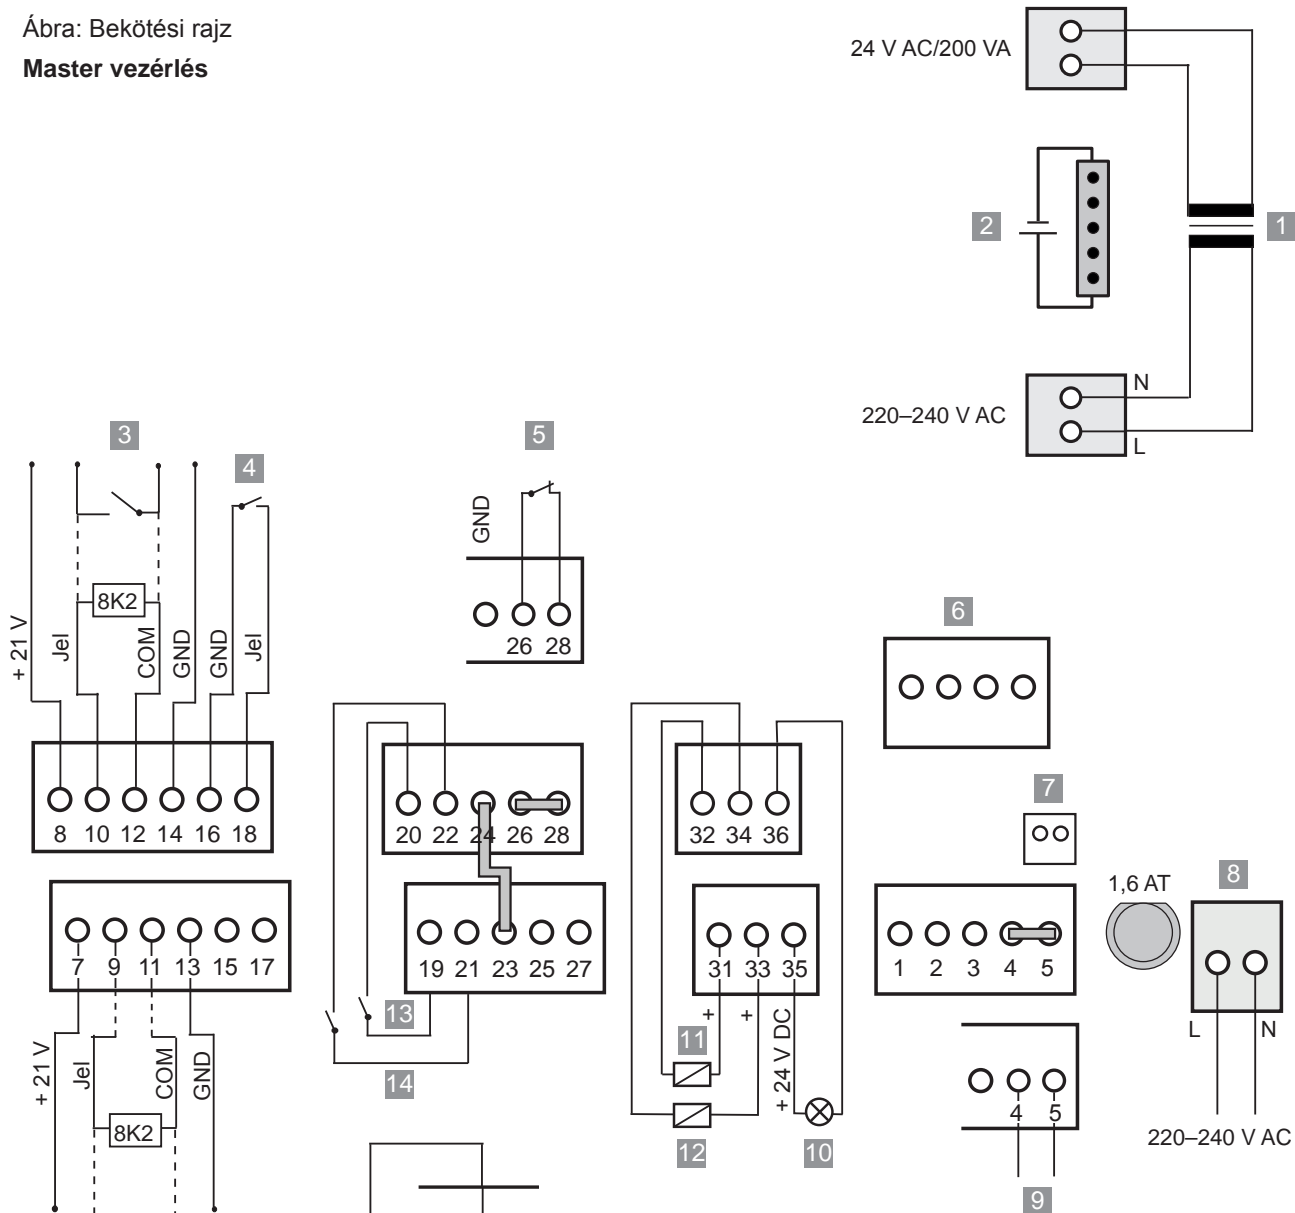 Ábra: Bekötési rajz
Master vezérlés
24 V AC/200 VA
2
1
220–240 V AC
N
L
3
4
5
+ 21 V
Jel
8K2
COM
GND
GND
Jel
GND
26 28
6
8 10 12 14 16 18
20 22 24 26 28
32 34 36
7
1,6 AT
8
7 9 11 13 15 17
19 21 23 25 27
31 33 35
1 2 3 4 5
L N
220–240 V AC
+ 21 V
Jel
8K2
COM
GND
13
14
+
+
+ 24 V DC
11
12
10
4 5
9